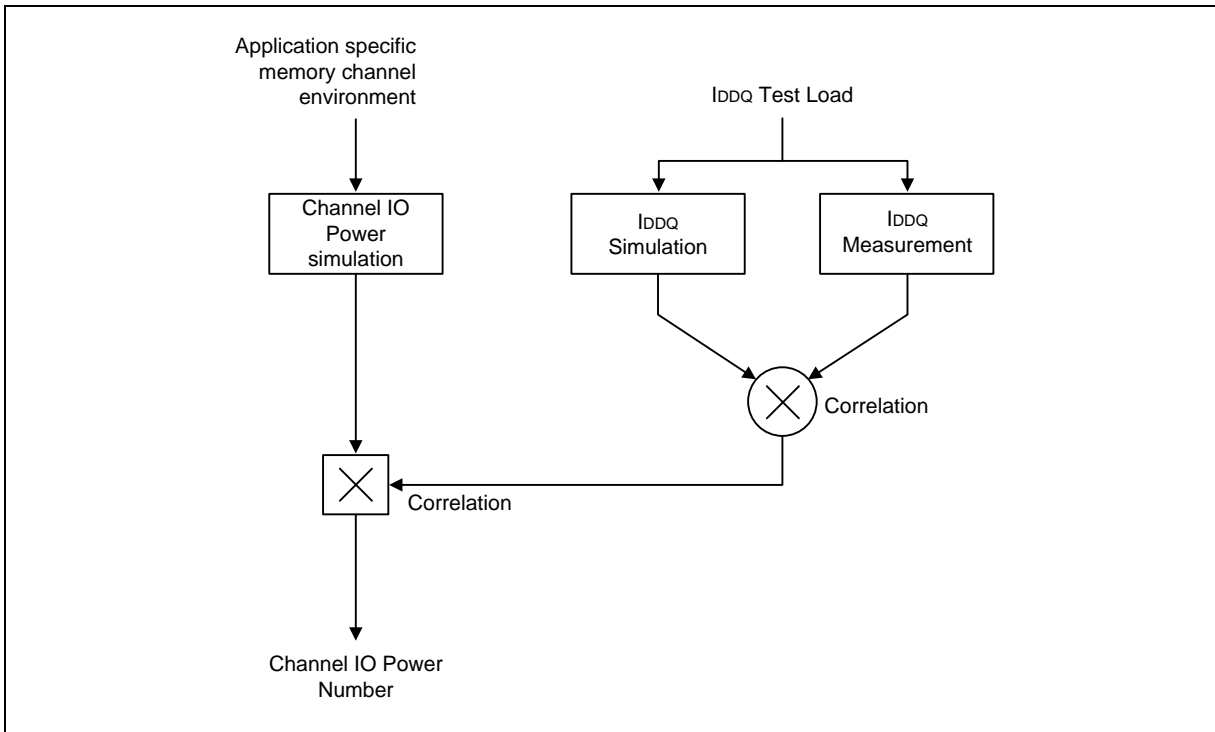 Application specific
memory channel
environment
IDDQ Test Load
Channel IO
Power
simulation
IDDQ
Simulation
IDDQ
Measurement
Correlation
Correlation
Channel IO Power
Number